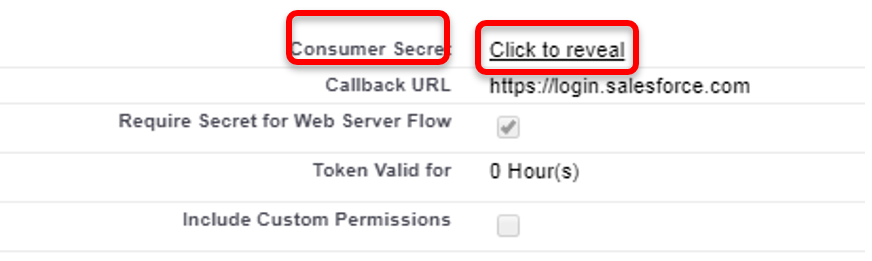 Consumer Secret Click to reveal
Callback URL https://login.salesforce.com
Require Secret for Web Server Flow
Token Valid for 0 Hour(s)
Include Custom Permissions